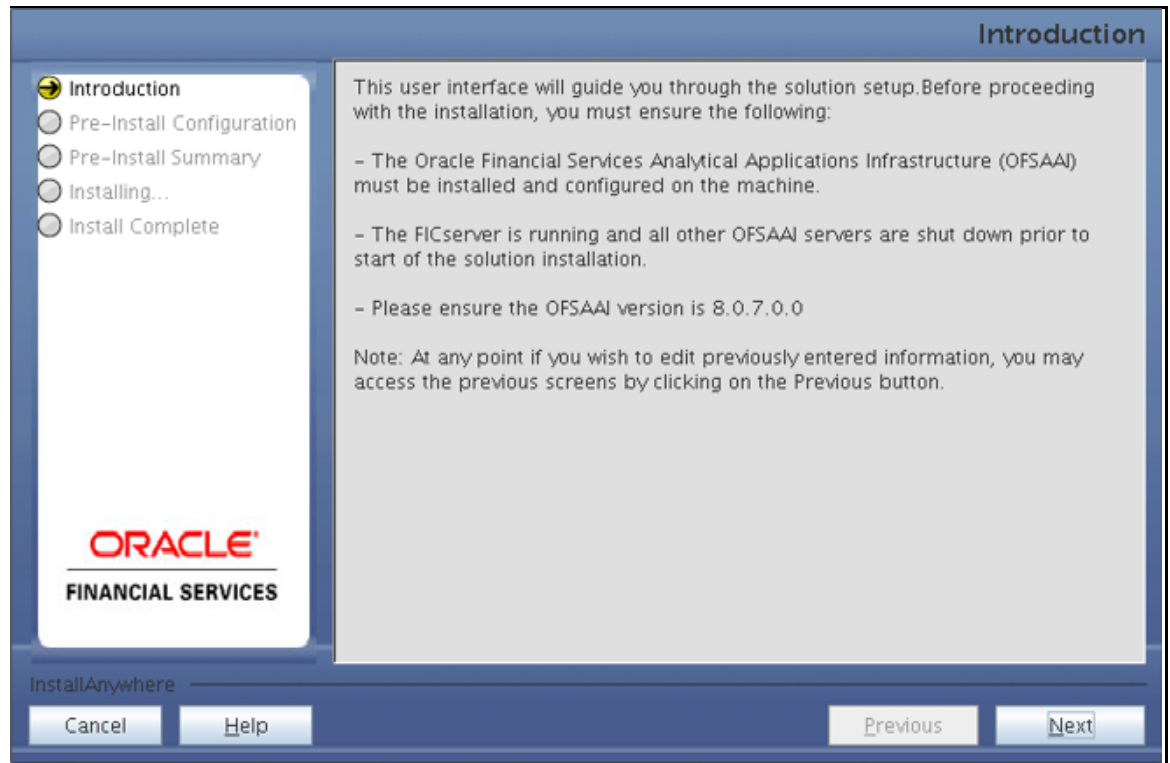 Introduction
Introduction
Pre-Install Configuration
Pre-Install Summary
Installing...
Install Complete
ORACLE'
FINANCIAL SERVICES
This user interface will guide you through the solution setup.Before proceeding
with the installation, you must ensure the following:
- The Oracle Financial Services Analytical Applications Infrastructure (OFSAAI)
must be installed and configured on the machine.
- The FICserver is running and all other OFSAAI servers are shut down prior to
start of the solution installation.
- Please ensure the OFSAAI version is 8.0.7.0.0
Note: At any point if you wish to edit previously entered information, you may
access the previous screens by clicking on the Previous button.
InstallAnywhere
Cancel
Help
Previous
Next